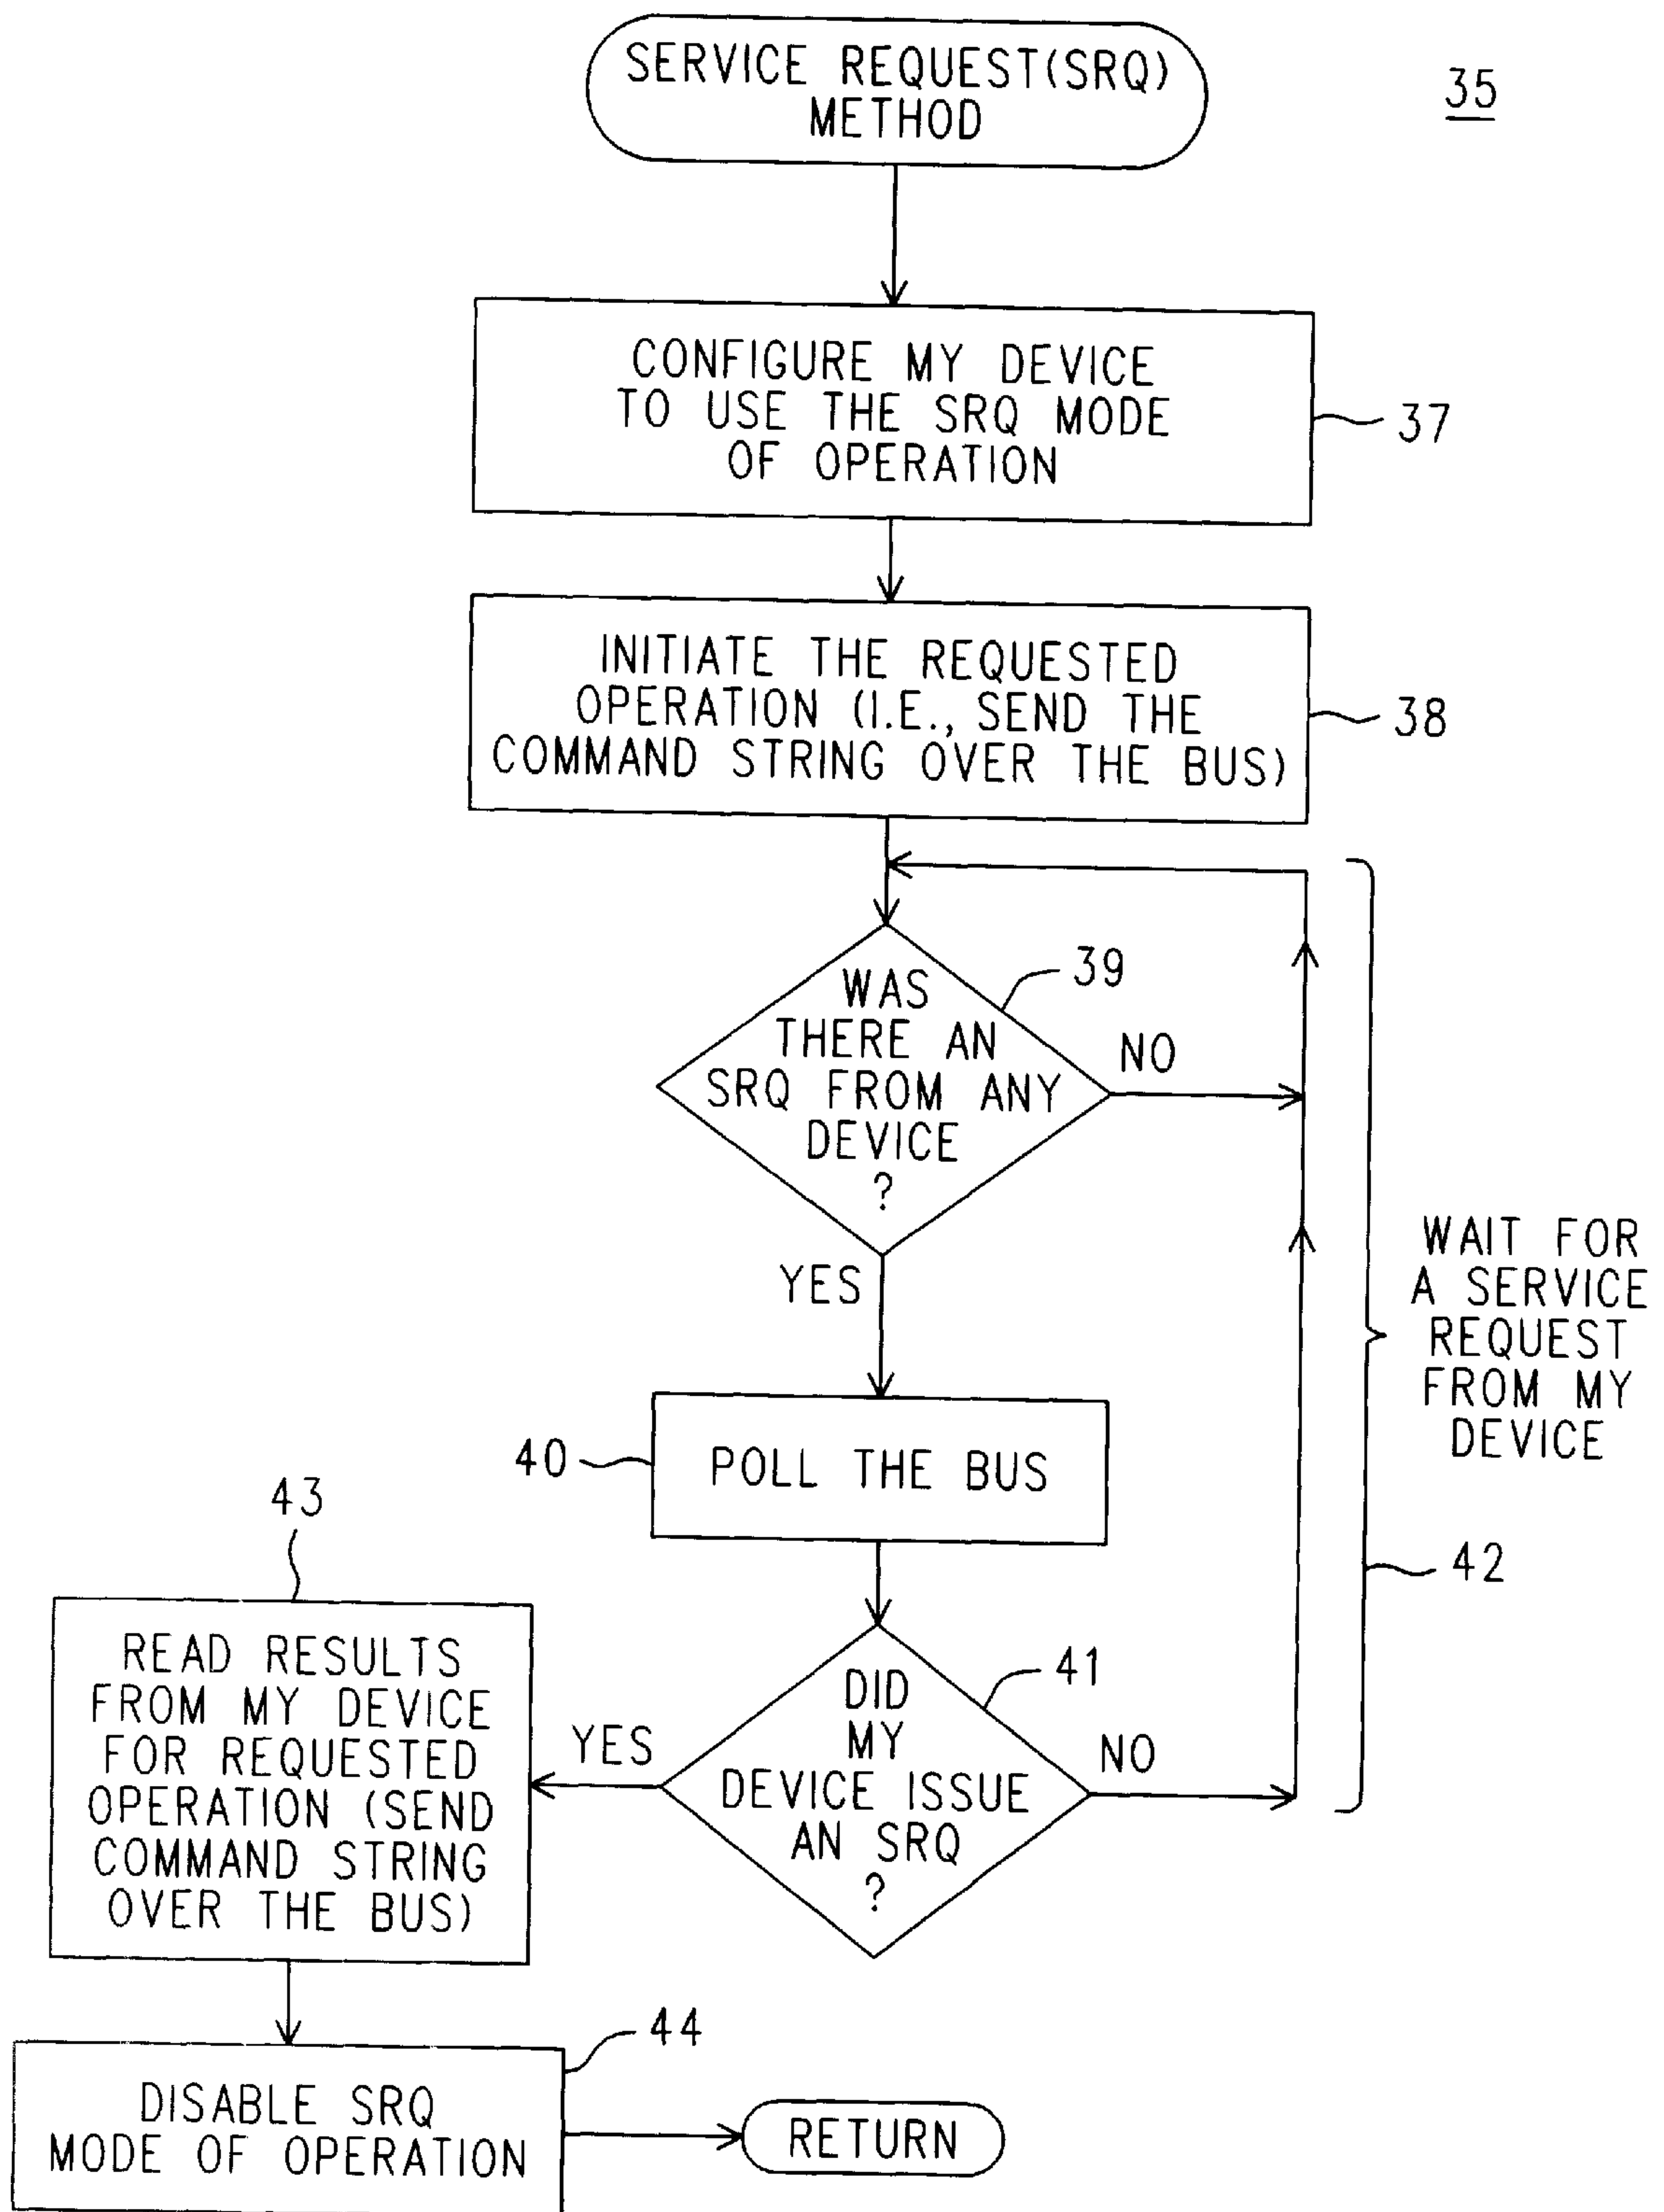 SERVICE REQUEST(SRQ)
METHOD
35
CONFIGURE MY DEVICE
TO USE THE SRQ MODE
OF OPERATION
37
INITIATE THE REQUESTED
OPERATION (I.E., SEND THE
COMMAND STRING OVER THE BUS)
38
WAS
THERE AN
SRQ FROM ANY
DEVICE
?
39
NO
YES
WAIT FOR
A SERVICE
REQUEST
FROM MY
DEVICE
40
POLL THE BUS
42
43
DID
MY
DEVICE ISSUE
AN SRQ
?
41
NO
YES
READ RESULTS
FROM MY DEVICE
FOR REQUESTED
OPERATION (SEND
COMMAND STRING
OVER THE BUS)
44
DISABLE SRQ
MODE OF OPERATION
RETURN